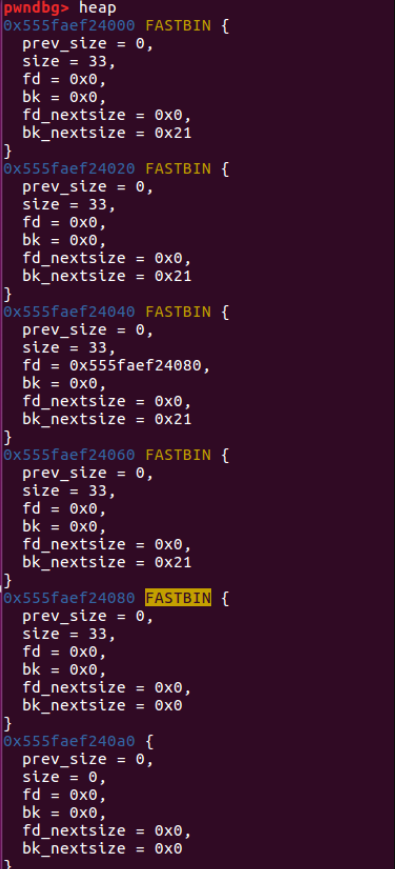 pwndbg> heap
0x555faef24000 FASTBIN {
  prev_size = 0,
  size = 33,
  fd = 0x0,
  bk = 0x0,
  fd_nextsize = 0x0,
  bk_nextsize = 0x21
}
0x555faef24020 FASTBIN {
  prev_size = 0,
  size = 33,
  fd = 0x0,
  bk = 0x0,
  fd_nextsize = 0x0,
  bk_nextsize = 0x21
}
0x555faef24040 FASTBIN {
  prev_size = 0,
  size = 33,
  fd = 0x555faef24080,
  bk = 0x0,
  fd_nextsize = 0x0,
  bk_nextsize = 0x21
}
0x555faef24060 FASTBIN {
  prev_size = 0,
  size = 33,
  fd = 0x0,
  bk = 0x0,
  fd_nextsize = 0x0,
  bk_nextsize = 0x21
}
0x555faef24080 FASTBIN {
  prev_size = 0,
  size = 33,
  fd = 0x0,
  bk = 0x0,
  fd_nextsize = 0x0,
  bk_nextsize = 0x0
}
0x555faef240a0 {
  prev_size = 0,
  size = 0,
  fd = 0x0,
  bk = 0x0,
  fd_nextsize = 0x0,
  bk_nextsize = 0x0
}